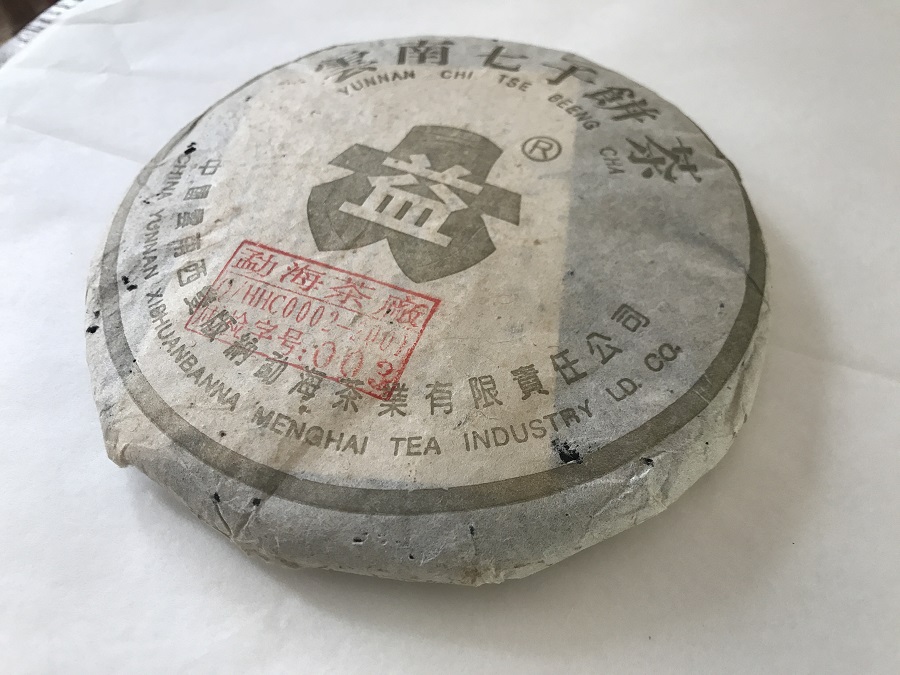 雲南七子餅茶
YUNNAN CHI TSE BEENG CHA
益
®
勐海茶廠
HHC0002
字号:003
中國雲南西雙版納勐海茶業有限責任公司
CHINA YUNNAN XISHUANBANNA MENGHAI TEA INDUSTRY LD. CO.